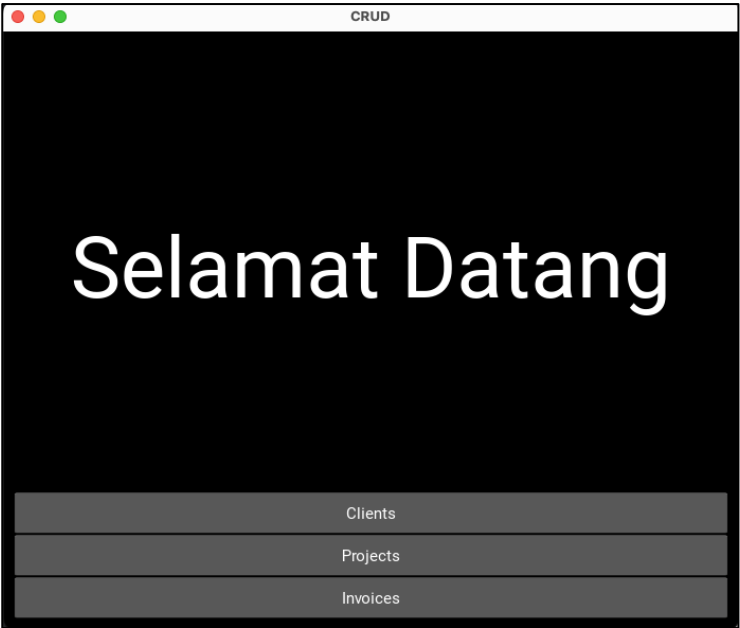 CRUD
Selamat Datang
Clients
Projects
Invoices